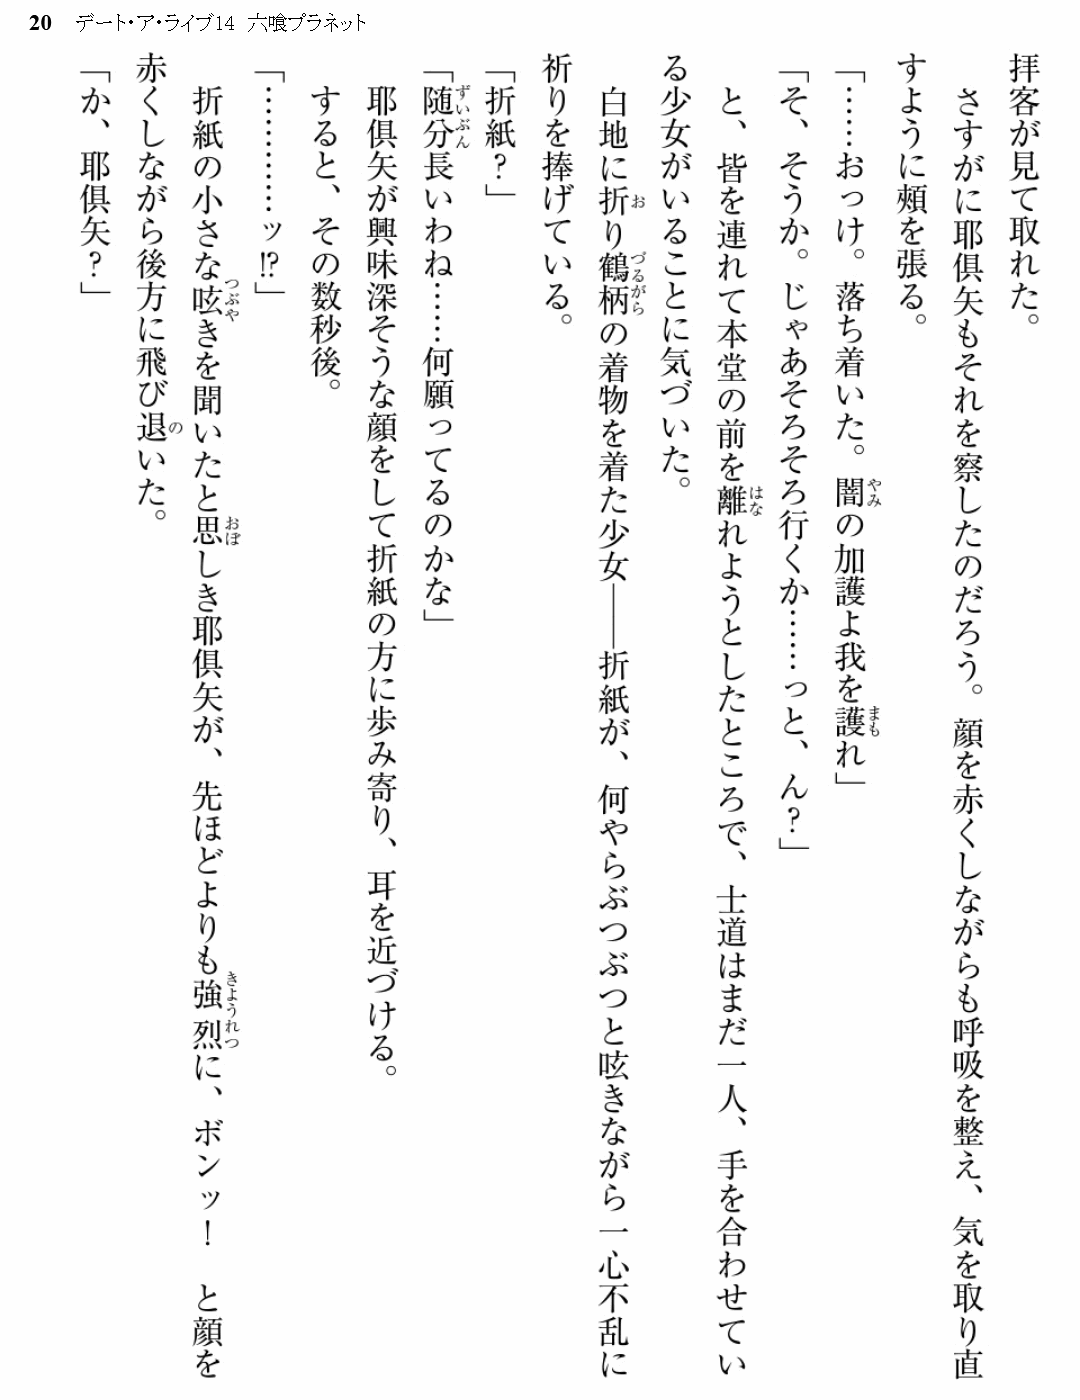 20 デート・ア・ライブ14 六喰プラネット
拝客が見て取れた。
さすがに耶倶矢もそれを察したのだろう。顔を赤くしながらも呼吸を整え、気を取り直
すように頰を張る。
「……おっけ。落ち着いた。闇の加護よ我を護れ」
「そ、そうか。じゃあそろそろ行くか……っと、ん?」
と、皆を連れて本堂の前を離れようとしたところで、士道はまだ一人、手を合わせてい
る少女がいることに気づいた。
白地に折り鶴柄の着物を着た少女──折紙が、何やらぶつぶつと呟きながら一心不乱に
祈りを捧げている。
「折紙?」
「随分長いわね……何願ってるのかな」
耶倶矢が興味深そうな顔をして折紙の方に歩み寄り、耳を近づける。
すると、その数秒後。
「…………ッ!?」
折紙の小さな呟きを聞いたと思しき耶倶矢が、先ほどよりも強烈に、ボンッ! と顔を
赤くしながら後方に飛び退いた。
「か、耶倶矢?」